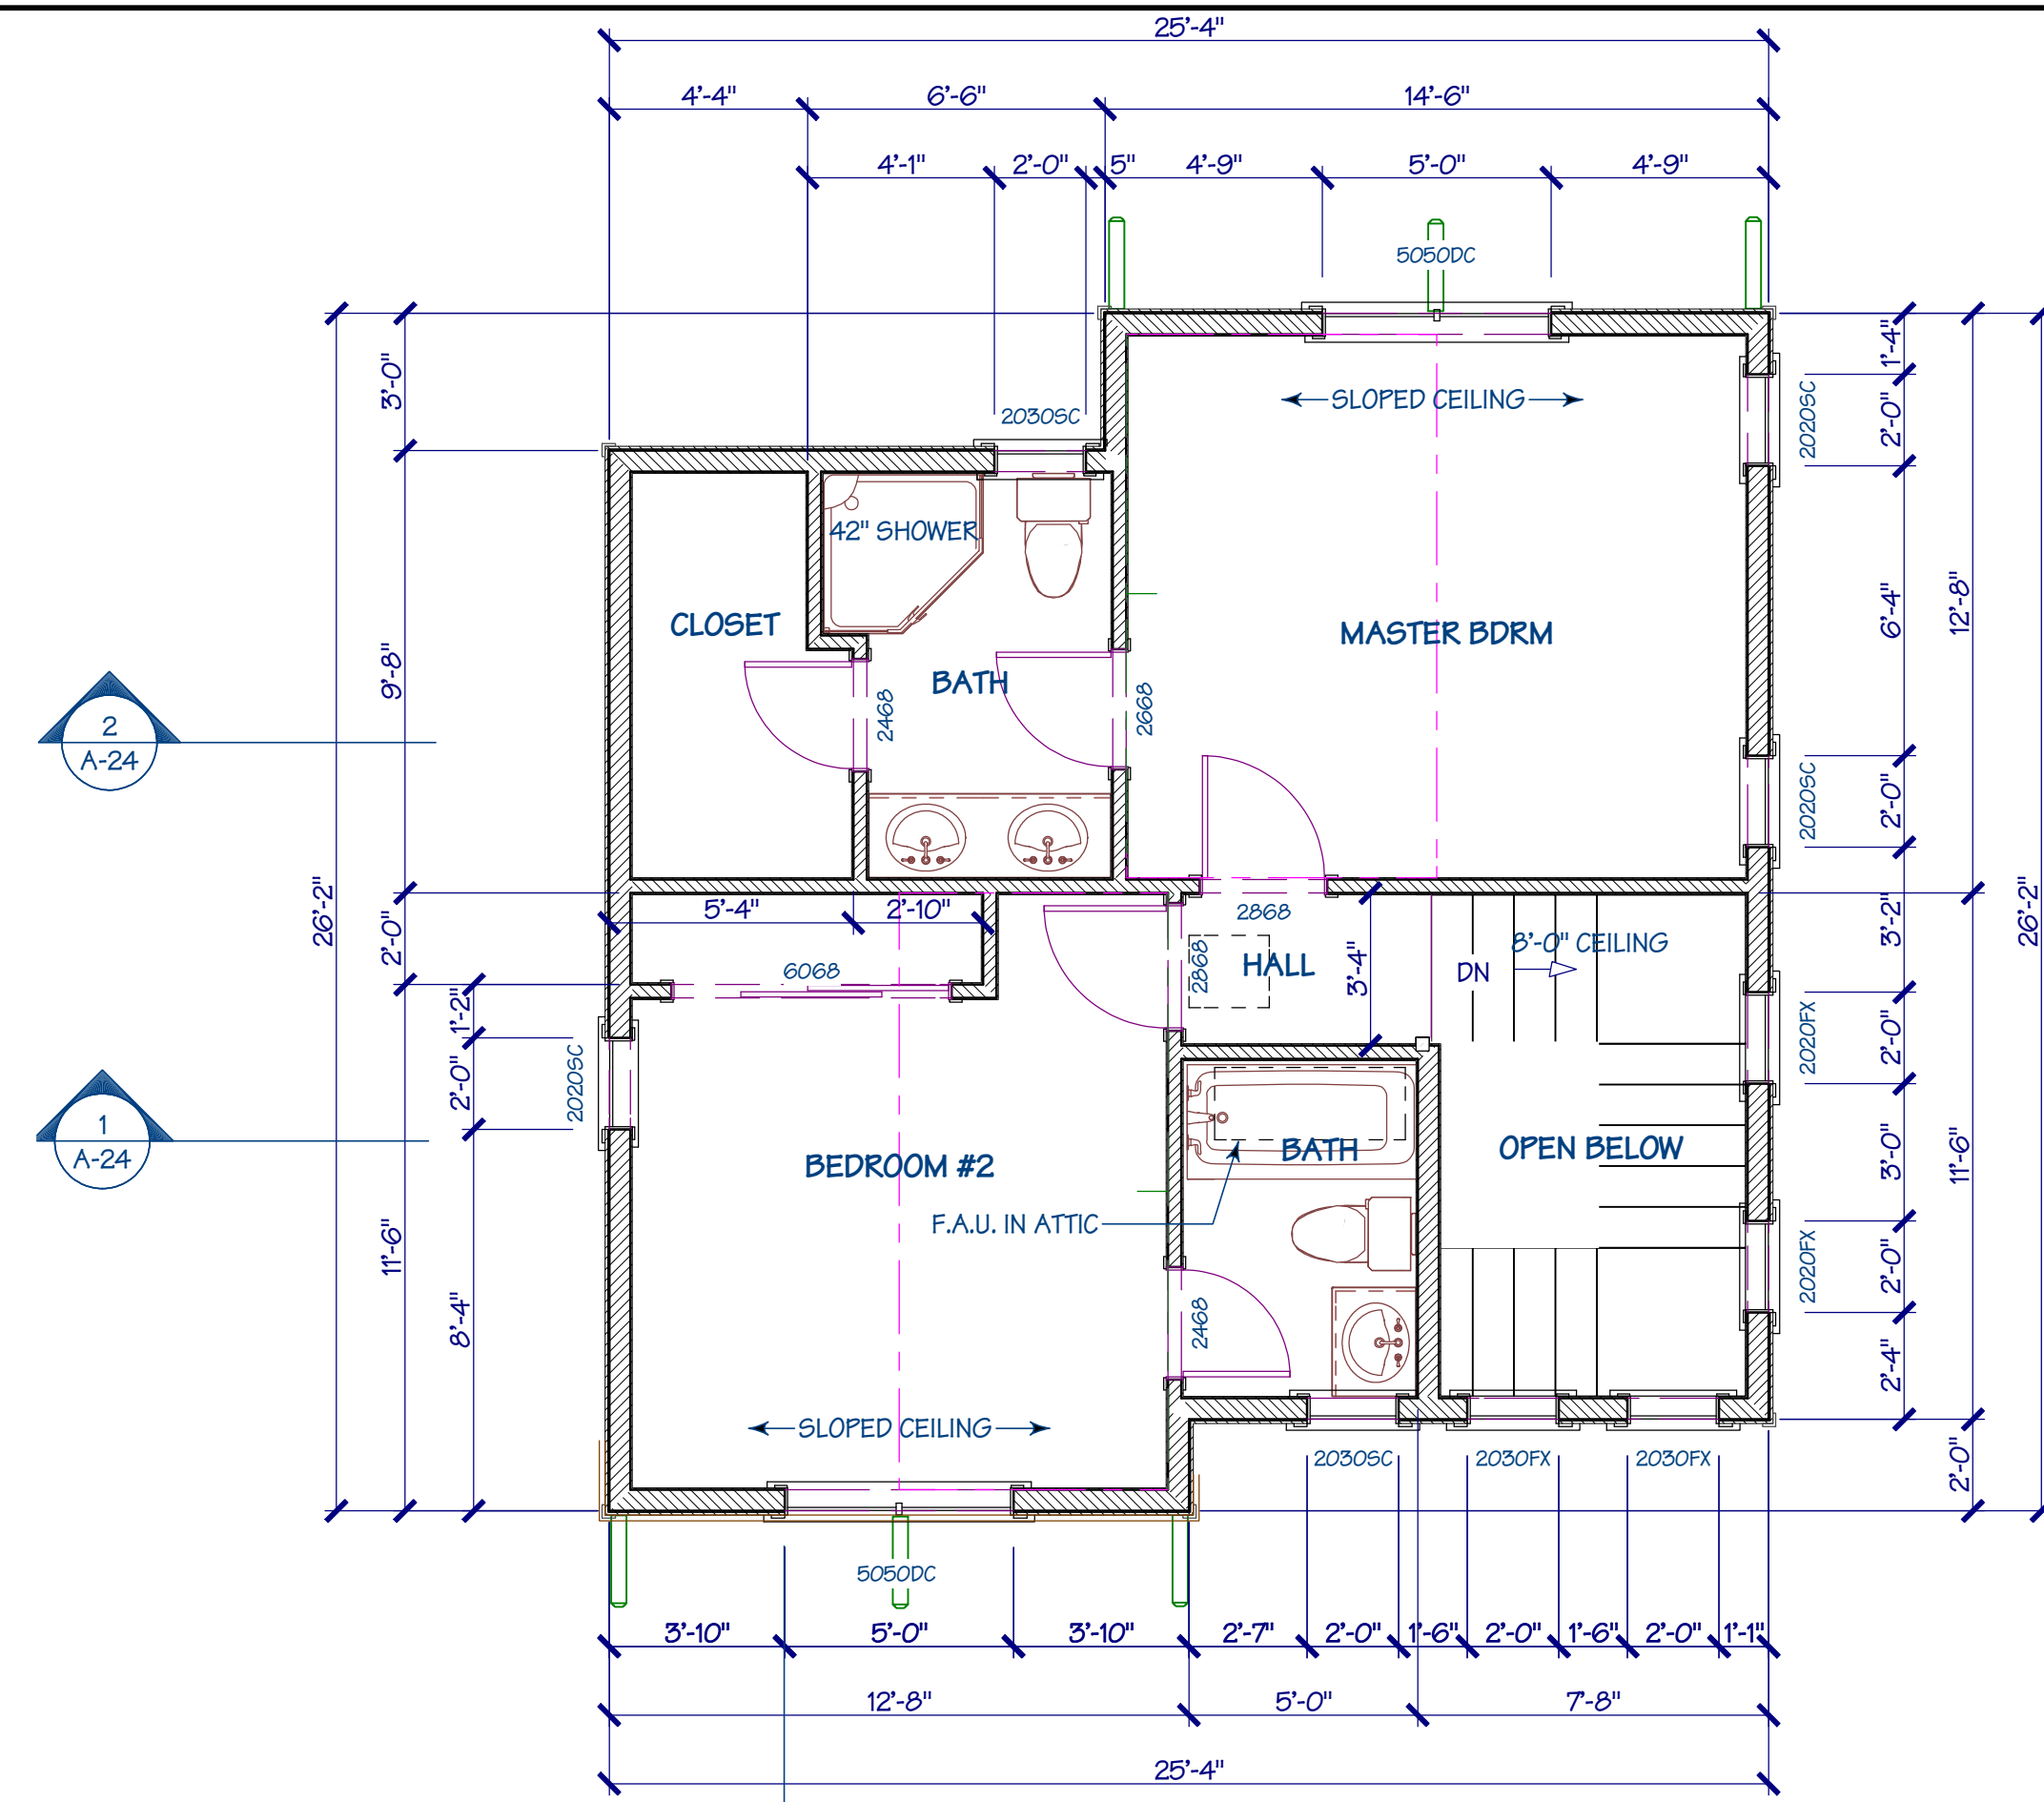 25'-4"
4'-4" 6'-6" 14'-6"
4'-1" 2'-0" 5" 4'-9" 5'-0" 4'-9"
5050DC
2030SC
SLOPED CEILING
3'-0"
1'-4"
2'-0"
2020SC
42" SHOWER
CLOSET
BATH
MASTER BDRM
9'-8"
6'-4"
12'-8"
2468
2668
2
A-24
2020SC
2'-0"
26'-2"
5'-4" 2'-10"
2868
2'-0"
3'-2"
26'-2"
8'-0" CEILING
6068
2868
HALL
3'-4"
DN
1'-2"
2'-0"
2020SC
2020FX
2'-0"
1
A-24
BEDROOM #2
BATH
OPEN BELOW
3'-0"
11'-6"
F.A.U. IN ATTIC
11'-6"
8'-4"
2468
2020FX
2'-0"
2'-4"
SLOPED CEILING
2030SC 2030FX 2030FX
2'-0"
5050DC
3'-10" 5'-0" 3'-10" 2'-7" 2'-0" 1'-6" 2'-0" 1'-6" 2'-0" 1'-1"
12'-8" 5'-0" 7'-8"
25'-4"